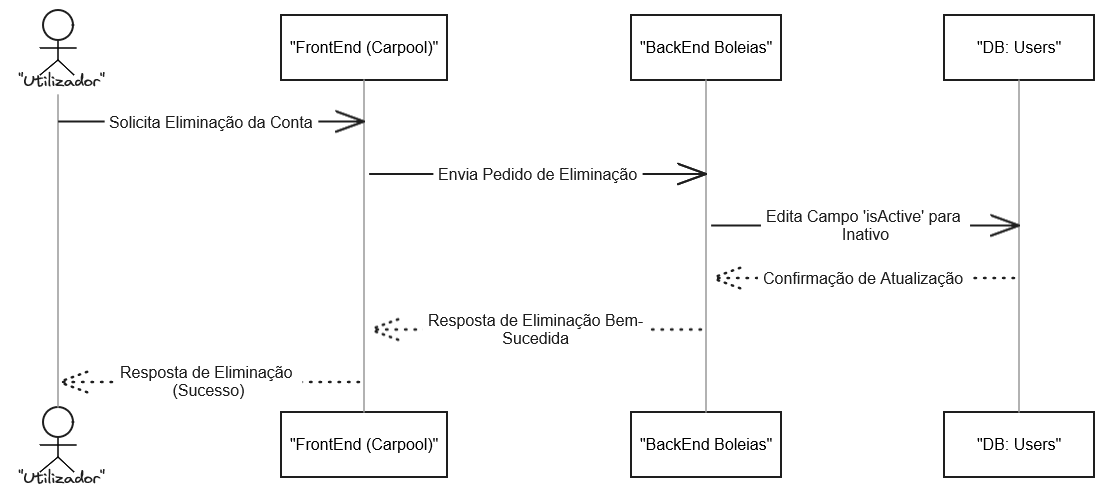 "Utilizador"
"FrontEnd (Carpool)"
"BackEnd Boleias"
"DB: Users"
Solicita Eliminação da Conta
Envia Pedido de Eliminação
Edita Campo 'isActive' para
Inativo
Confirmação de Atualização
Resposta de Eliminação Bem-
Sucedida
Resposta de Eliminação
(Sucesso)
"Utilizador"
"FrontEnd (Carpool)"
"BackEnd Boleias"
"DB: Users"